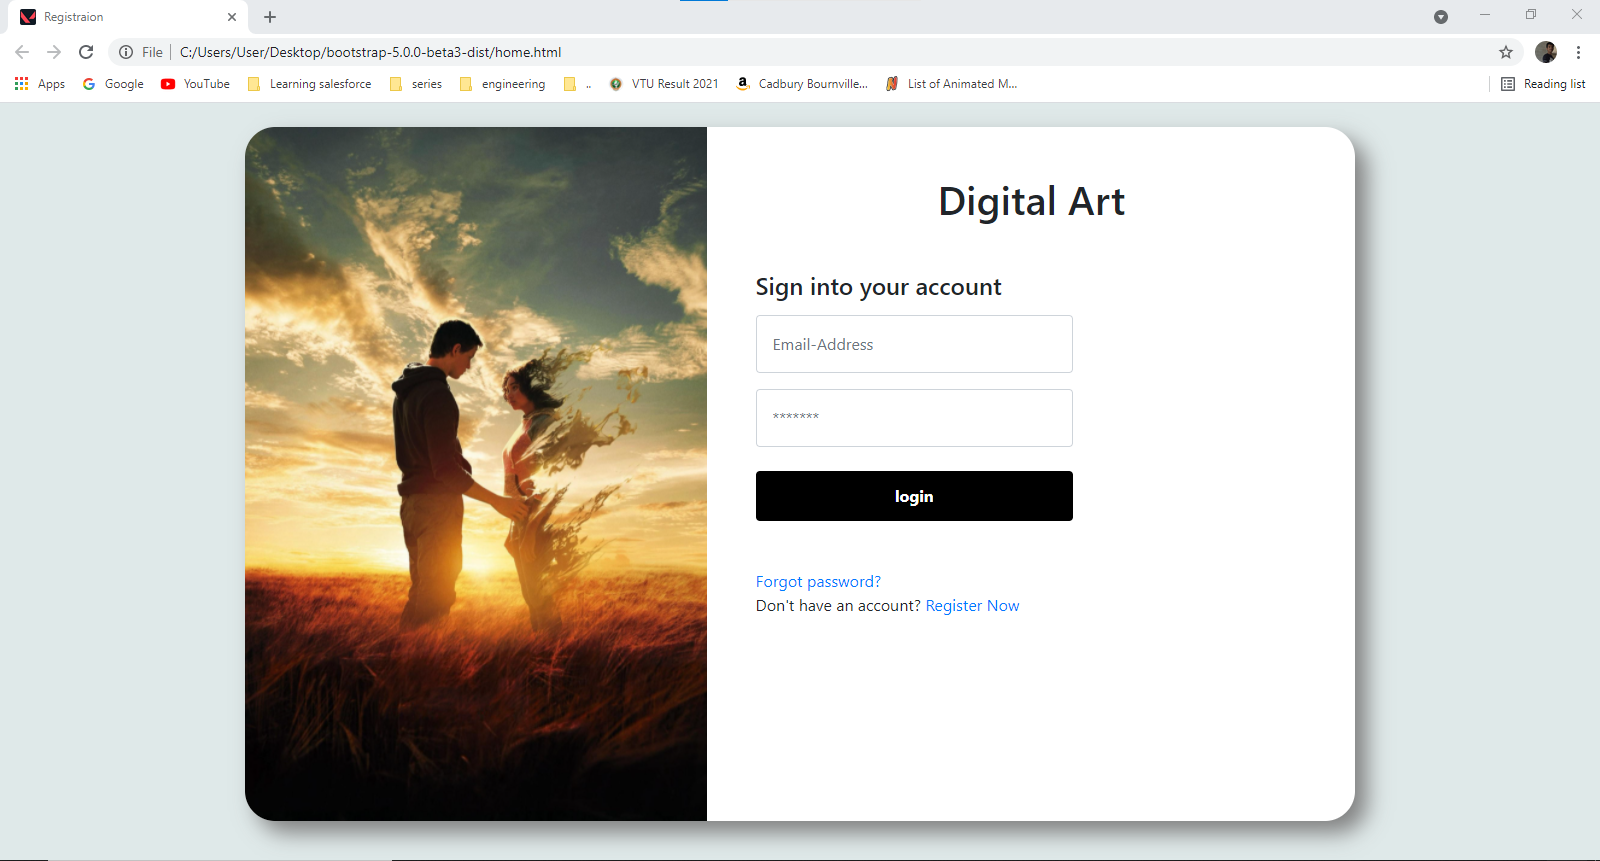 Registraion
File C:/Users/User/Desktop/bootstrap-5.0.0-beta3-dist/home.html
Apps Google YouTube Learning salesforce series engineering .. VTU Result 2021 Cadbury Bournville... List of Animated M... Reading list
Digital Art
Sign into your account
Email-Address
*******
login
Forgot password?
Don't have an account? Register Now